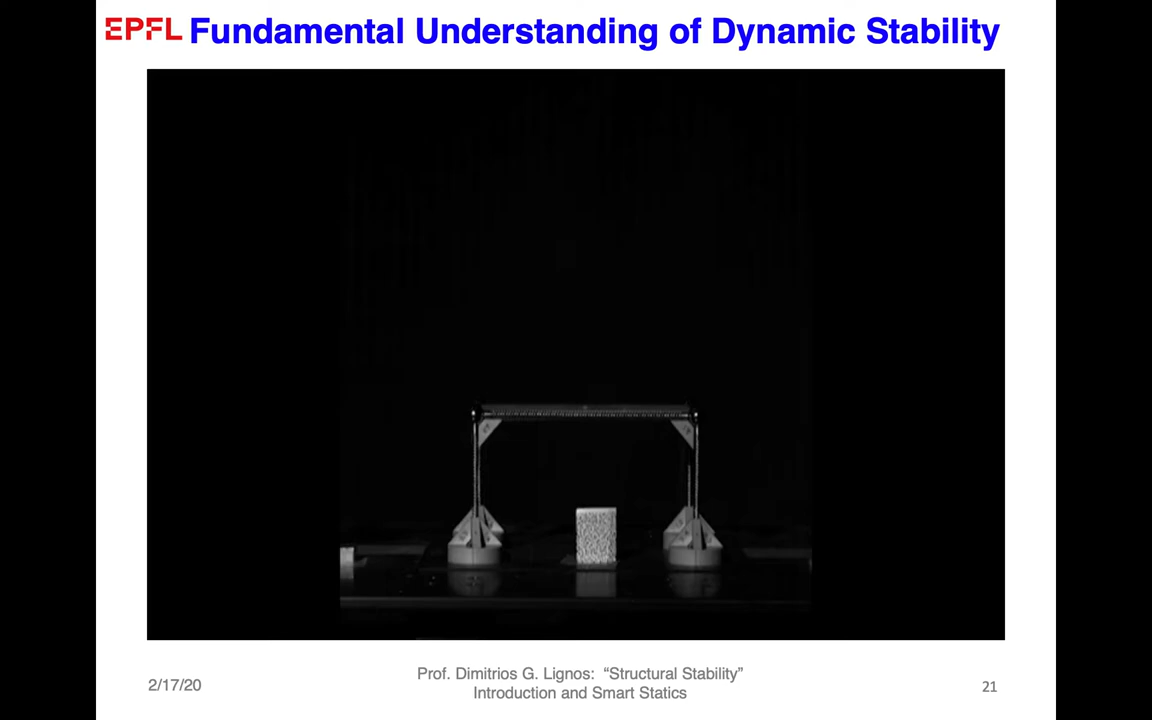 EPFL Fundamental Understanding of Dynamic Stability
2/17/20
Prof. Dimitrios G. Lignos: “Structural Stability”
Introduction and Smart Statics
21